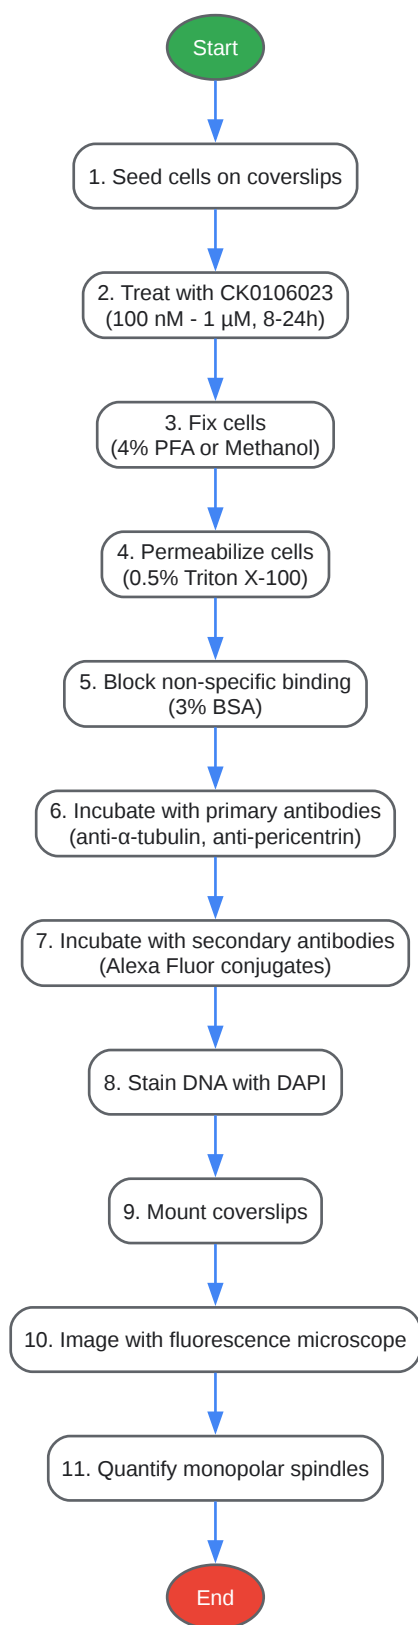 Start
1. Seed cells on coverslips
2. Treat with CK0106023
(100 nM - 1 µM, 8-24h)
3. Fix cells
(4% PFA or Methanol)
4. Permeabilize cells
(0.5% Triton X-100)
5. Block non-specific binding
(3% BSA)
6. Incubate with primary antibodies
(anti-α-tubulin, anti-pericentrin)
7. Incubate with secondary antibodies
(Alexa Fluor conjugates)
8. Stain DNA with DAPI
9. Mount coverslips
10. Image with fluorescence microscope
11. Quantify monopolar spindles
End